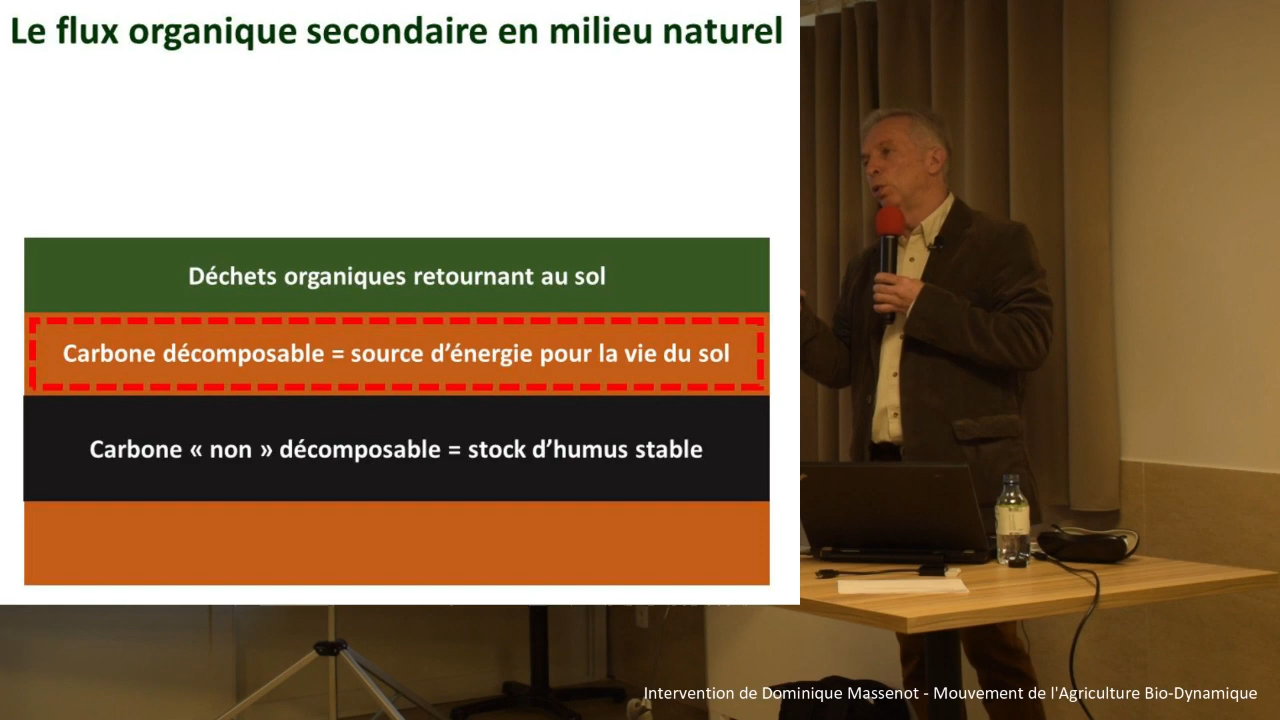 Le flux organique secondaire en milieu naturel
Déchets organiques retournant au sol
Carbone décomposable = source d'énergie pour la vie du sol
Carbone « non » décomposable = stock d'humus stable
Intervention de Dominique Massenot - Mouvement de l'Agriculture Bio-Dynamique